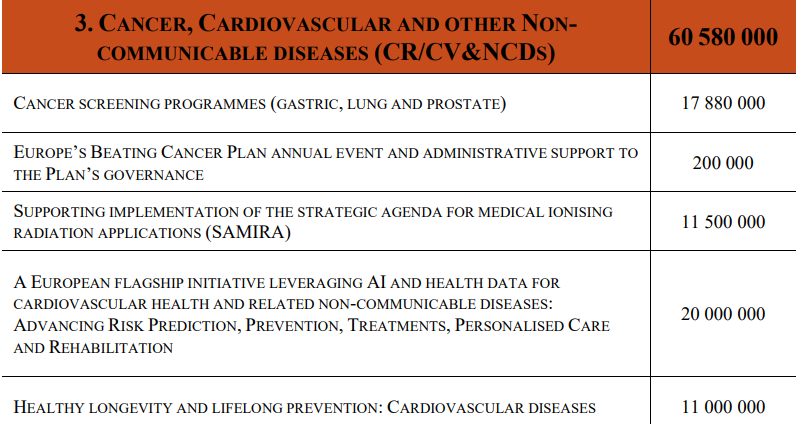 3. CANCER, CARDIOVASCULAR AND OTHER NON-
COMMUNICABLE DISEASES (CR/CV&NCDS)
60 580 000
CANCER SCREENING PROGRAMMES (GASTRIC, LUNG AND PROSTATE)
17 880 000
EUROPE'S BEATING CANCER PLAN ANNUAL EVENT AND ADMINISTRATIVE SUPPORT TO
THE PLAN'S GOVERNANCE
200 000
SUPPORTING IMPLEMENTATION OF THE STRATEGIC AGENDA FOR MEDICAL IONISING
RADIATION APPLICATIONS (SAMIRA)
11 500 000
A EUROPEAN FLAGSHIP INITIATIVE LEVERAGING AI AND HEALTH DATA FOR
CARDIOVASCULAR HEALTH AND RELATED NON-COMMUNICABLE DISEASES:
ADVANCING RISK PREDICTION, PREVENTION, TREATMENTS, PERSONALISED CARE
AND REHABILITATION
20 000 000
HEALTHY LONGEVITY AND LIFELONG PREVENTION: CARDIOVASCULAR DISEASES
11 000 000